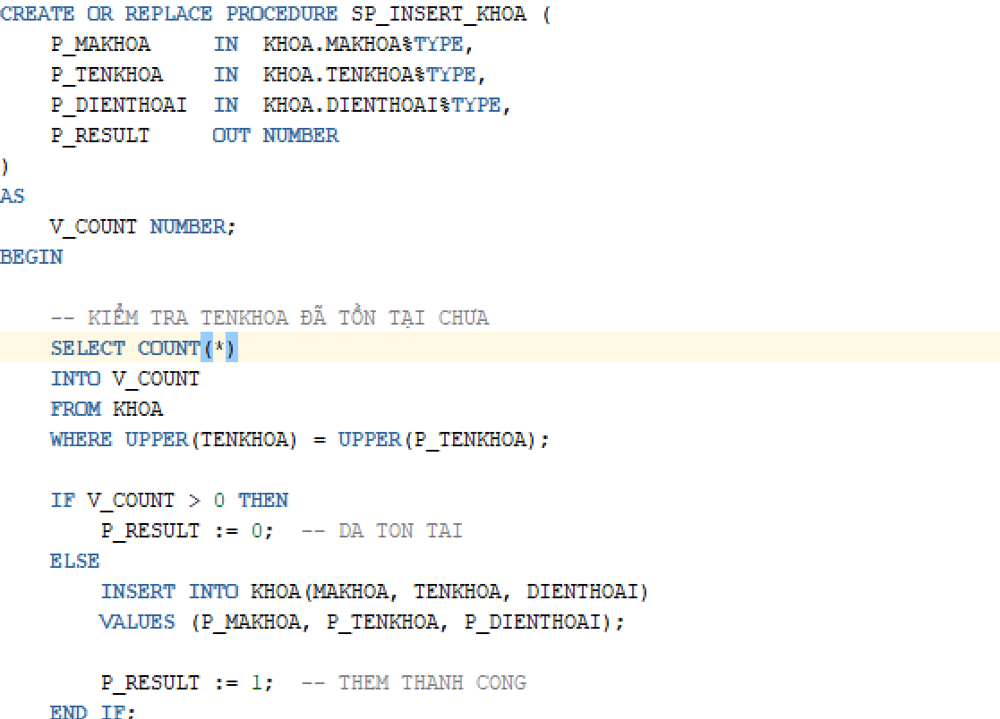 CREATE OR REPLACE PROCEDURE SP_INSERT_KHOA (
    P_MAKHOA     IN  KHOA.MAKHOA%TYPE,
    P_TENKHOA    IN  KHOA.TENKHOA%TYPE,
    P_DIENTHOAI  IN  KHOA.DIENTHOAI%TYPE,
    P_RESULT     OUT NUMBER
)
AS
    V_COUNT NUMBER;
BEGIN
    -- KIỂM TRA TENKHOA ĐÃ TỒN TẠI CHƯA
    SELECT COUNT(*)
    INTO V_COUNT
    FROM KHOA
    WHERE UPPER(TENKHOA) = UPPER(P_TENKHOA);
    IF V_COUNT > 0 THEN
        P_RESULT := 0;  -- DA TON TAI
    ELSE
        INSERT INTO KHOA(MAKHOA, TENKHOA, DIENTHOAI)
        VALUES (P_MAKHOA, P_TENKHOA, P_DIENTHOAI);
        P_RESULT := 1;  -- THEM THANH CONG
    END IF;